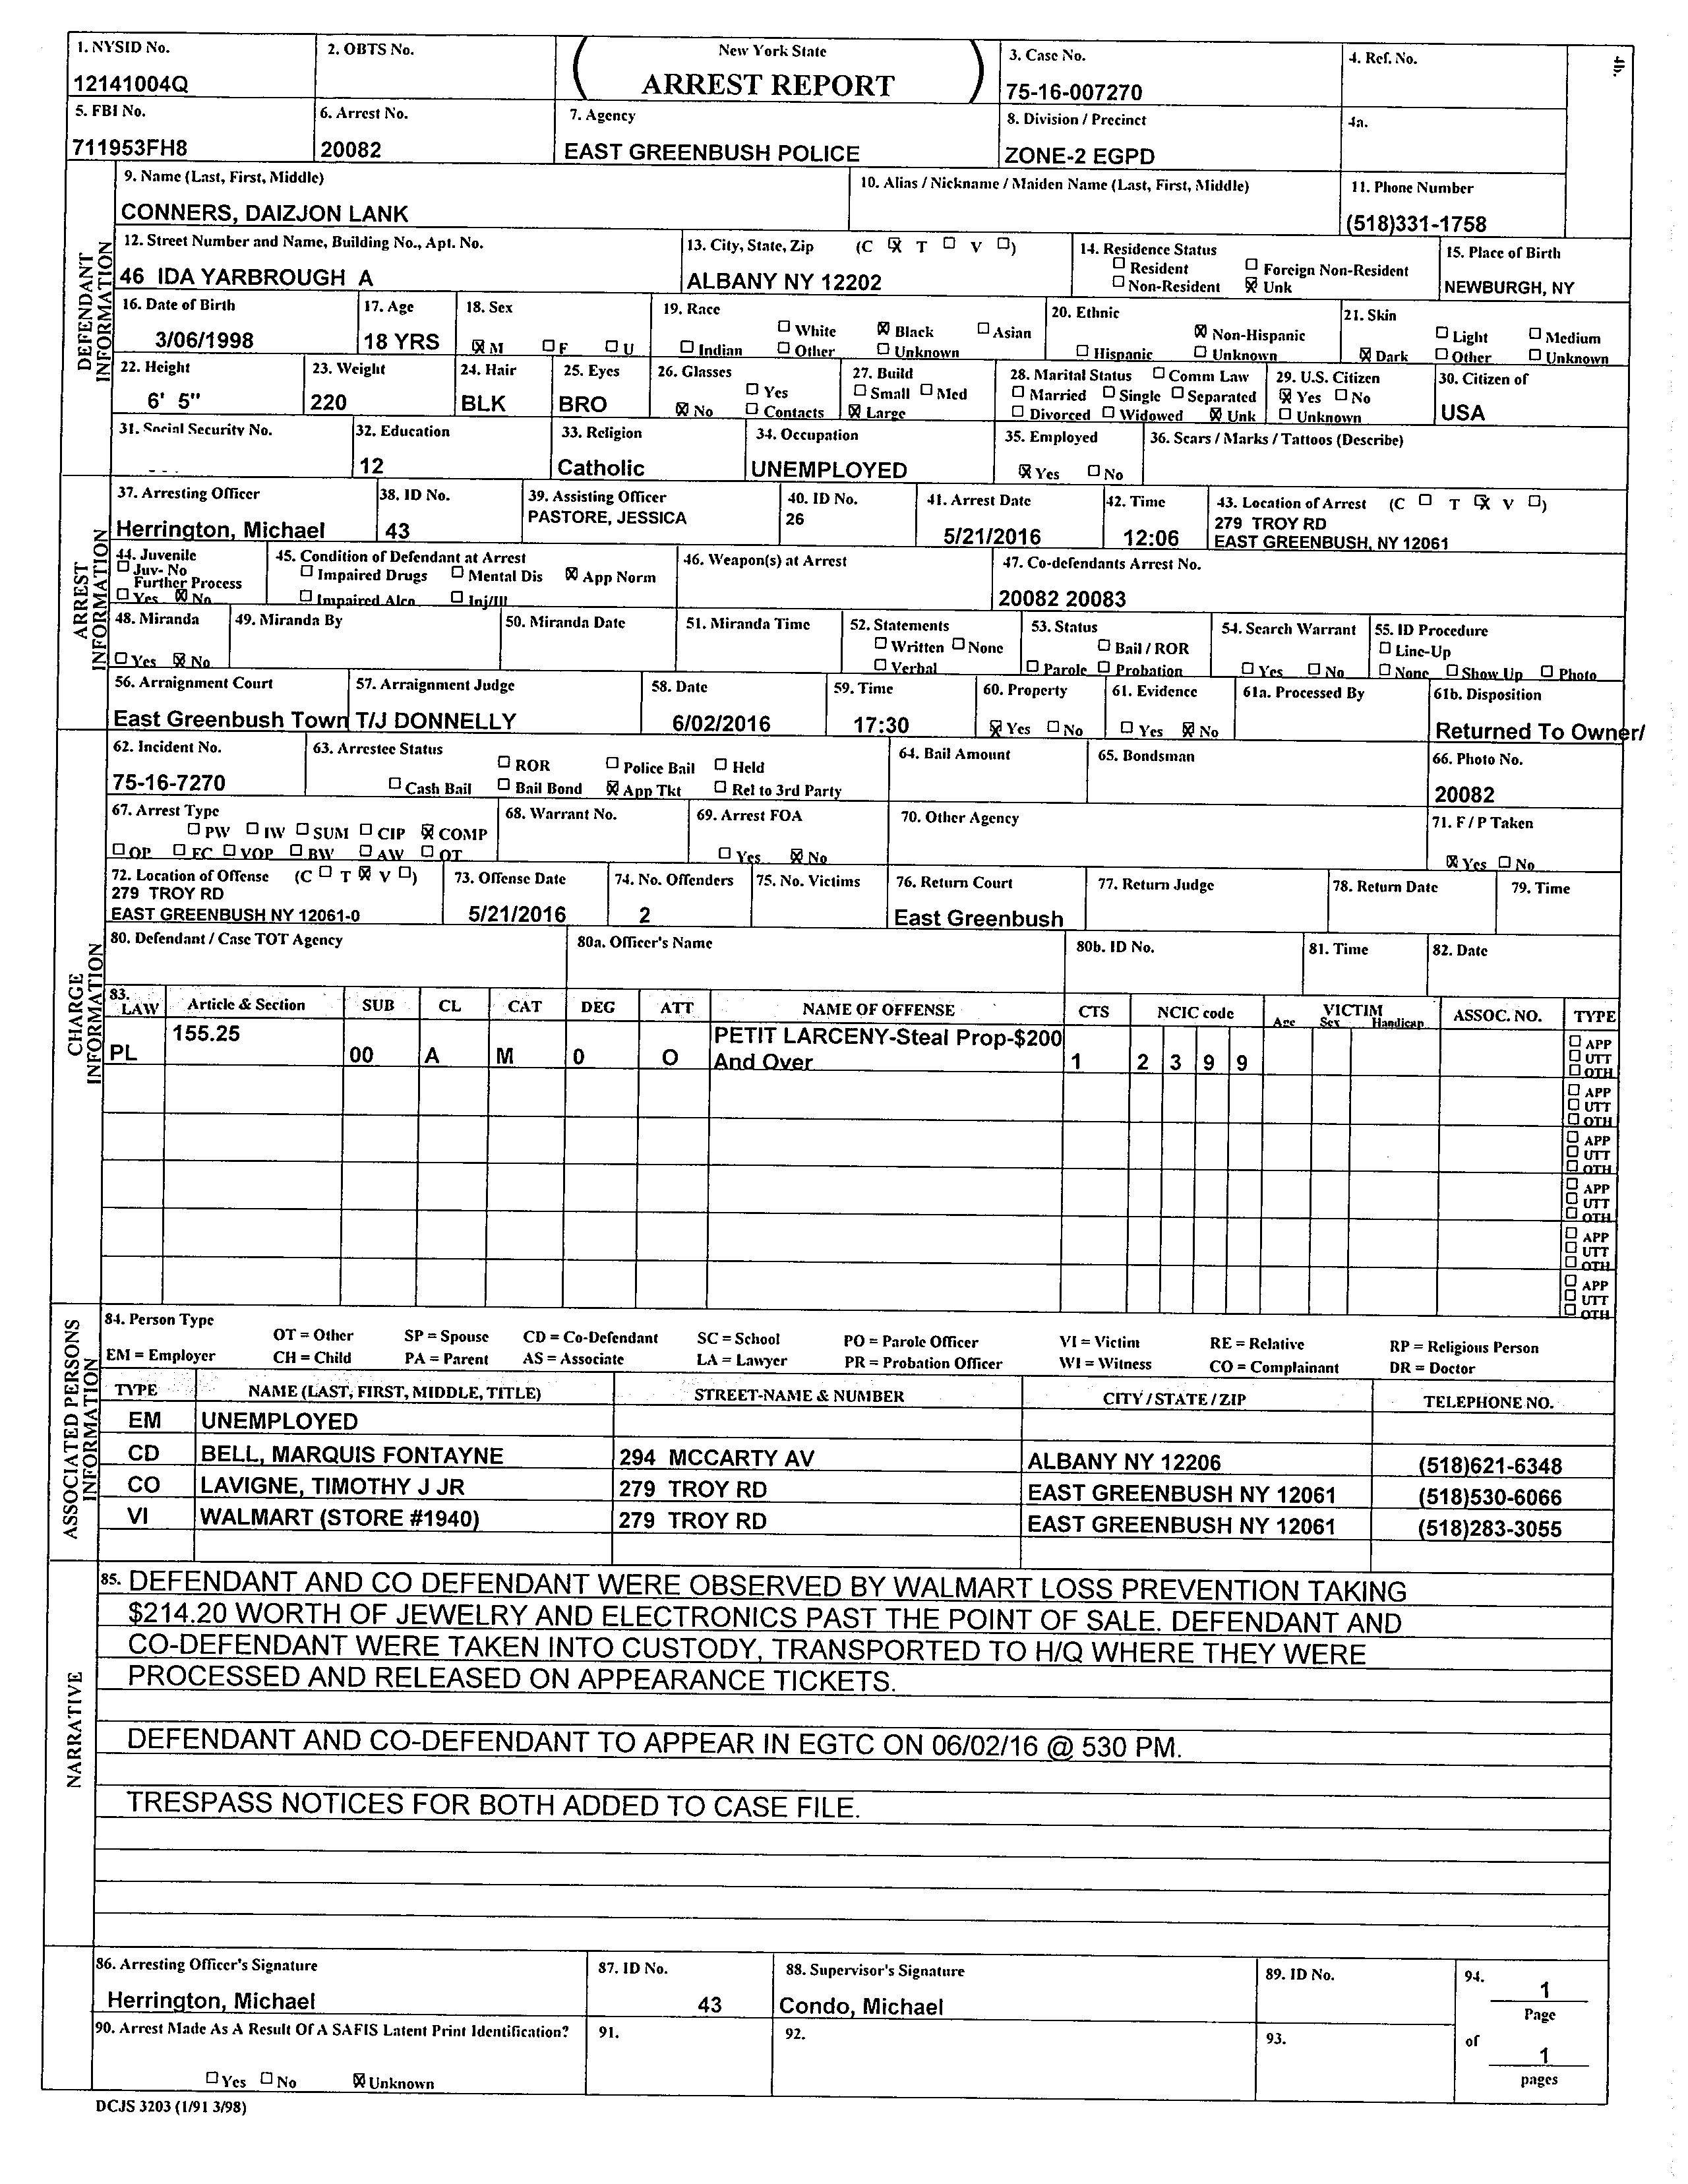 1. NYSID No.
12141004Q
2. OBTS No.
New York State
ARREST REPORT
3. Case No.
75-16-007270
4. Ref. No.
4b.
5. FBI No.
711953FH8
6. Arrest No.
20082
7. Agency
EAST GREENBUSH POLICE
8. Division / Precinct
ZONE-2 EGPD
4a.
DEFENDANT INFORMATION
9. Name (Last, First, Middle)
CONNERS, DAIZJON LANK
10. Alias / Nickname / Maiden Name (Last, First, Middle)
11. Phone Number
(518)331-1758
12. Street Number and Name, Building No., Apt. No.
46 IDA YARBROUGH A
13. City, State, Zip (C ☒ T ☐ V ☐)
ALBANY NY 12202
14. Residence Status
☐ Resident ☐ Foreign Non-Resident
☐ Non-Resident ☒ Unk
15. Place of Birth
NEWBURGH, NY
16. Date of Birth
3/06/1998
17. Age
18 YRS
18. Sex
☒ M ☐ F ☐ U
19. Race
☐ White ☒ Black ☐ Asian
☐ Indian ☐ Other ☐ Unknown
20. Ethnic
☒ Non-Hispanic
☐ Hispanic ☐ Unknown
21. Skin
☐ Light ☐ Medium
☒ Dark ☐ Other ☐ Unknown
22. Height
6' 5"
23. Weight
220
24. Hair
BLK
25. Eyes
BRO
26. Glasses
☐ Yes
☒ No ☐ Contacts
27. Build
☐ Small ☐ Med
☒ Large
28. Marital Status ☐ Comm Law
☐ Married ☐ Single ☐ Separated
☐ Divorced ☐ Widowed ☒ Unk
29. U.S. Citizen
☒ Yes ☐ No
☐ Unknown
30. Citizen of
USA
31. Social Security No.
- - -
32. Education
12
33. Religion
Catholic
34. Occupation
UNEMPLOYED
35. Employed
☒ Yes ☐ No
36. Scars / Marks / Tattoos (Describe)
ARREST INFORMATION
37. Arresting Officer
Herrington, Michael
38. ID No.
43
39. Assisting Officer
PASTORE, JESSICA
40. ID No.
26
41. Arrest Date
5/21/2016
42. Time
12:06
43. Location of Arrest (C ☐ T ☒ V ☐)
279 TROY RD
EAST GREENBUSH, NY 12061
44. Juvenile
☐ Juv- No
Further Process
☐ Yes ☒ No
45. Condition of Defendant at Arrest
☐ Impaired Drugs ☐ Mental Dis ☒ App Norm
☐ Impaired Alco ☐ Inj/Ill
46. Weapon(s) at Arrest
47. Co-defendants Arrest No.
20082 20083
48. Miranda
☐ Yes ☒ No
49. Miranda By
50. Miranda Date
51. Miranda Time
52. Statements
☐ Written ☐ None
☐ Verbal
53. Status
☐ Bail / ROR
☐ Parole ☐ Probation
54. Search Warrant
☐ Yes ☐ No
55. ID Procedure
☐ Line-Up
☐ None ☐ Show Up ☐ Photo
56. Arraignment Court
East Greenbush Town
57. Arraignment Judge
T/J DONNELLY
58. Date
6/02/2016
59. Time
17:30
60. Property
☒ Yes ☐ No
61. Evidence
☐ Yes ☒ No
61a. Processed By
61b. Disposition
Returned To Owner/
CHARGE INFORMATION
62. Incident No.
75-16-7270
63. Arrestee Status
☐ ROR ☐ Police Bail ☐ Held
☐ Cash Bail ☐ Bail Bond ☒ App Tkt ☐ Rel to 3rd Party
64. Bail Amount
65. Bondsman
66. Photo No.
20082
67. Arrest Type
☐ PW ☐ IW ☐ SUM ☐ CIP ☒ COMP
☐ OP ☐ FC ☐ VOP ☐ BW ☐ AW ☐ OT
68. Warrant No.
69. Arrest FOA
☐ Yes ☒ No
70. Other Agency
71. F / P Taken
☒ Yes ☐ No
72. Location of Offense (C ☐ T ☒ V ☐)
279 TROY RD
EAST GREENBUSH NY 12061-0
73. Offense Date
5/21/2016
74. No. Offenders
2
75. No. Victims
76. Return Court
East Greenbush
77. Return Judge
78. Return Date
79. Time
80. Defendant / Case TOT Agency
80a. Officer's Name
80b. ID No.
81. Time
82. Date
83. LAW Article & Section SUB CL CAT DEG ATT NAME OF OFFENSE CTS NCIC code VICTIM Age Sex Handicap ASSOC. NO. TYPE
PL 155.25 00 A M 0 O PETIT LARCENY-Steal Prop-$200
And Over 1 2 3 9 9
☐ APP
☐ UTT
☐ OTH
☐ APP
☐ UTT
☐ OTH
☐ APP
☐ UTT
☐ OTH
☐ APP
☐ UTT
☐ OTH
☐ APP
☐ UTT
☐ OTH
☐ APP
☐ UTT
☐ OTH
ASSOCIATED PERSONS INFORMATION
84. Person Type
OT = Other SP = Spouse CD = Co-Defendant SC = School PO = Parole Officer VI = Victim RE = Relative RP = Religious Person
EM = Employer CH = Child PA = Parent AS = Associate LA = Lawyer PR = Probation Officer WI = Witness CO = Complainant DR = Doctor
TYPE NAME (LAST, FIRST, MIDDLE, TITLE) STREET-NAME & NUMBER CITY / STATE / ZIP TELEPHONE NO.
EM UNEMPLOYED
CD BELL, MARQUIS FONTAYNE 294 MCCARTY AV ALBANY NY 12206 (518)621-6348
CO LAVIGNE, TIMOTHY J JR 279 TROY RD EAST GREENBUSH NY 12061 (518)530-6066
VI WALMART (STORE #1940) 279 TROY RD EAST GREENBUSH NY 12061 (518)283-3055
NARRATIVE
85. DEFENDANT AND CO DEFENDANT WERE OBSERVED BY WALMART LOSS PREVENTION TAKING
$214.20 WORTH OF JEWELRY AND ELECTRONICS PAST THE POINT OF SALE. DEFENDANT AND
CO-DEFENDANT WERE TAKEN INTO CUSTODY, TRANSPORTED TO H/Q WHERE THEY WERE
PROCESSED AND RELEASED ON APPEARANCE TICKETS.
DEFENDANT AND CO-DEFENDANT TO APPEAR IN EGTC ON 06/02/16 @ 530 PM.
TRESPASS NOTICES FOR BOTH ADDED TO CASE FILE.
86. Arresting Officer's Signature
Herrington, Michael
87. ID No.
43
88. Supervisor's Signature
Condo, Michael
89. ID No.
94.
1
Page
of
1
pages
90. Arrest Made As A Result Of A SAFIS Latent Print Identification?
☐ Yes ☐ No ☒ Unknown
91.
92.
93.
DCJS 3203 (1/91 3/98)